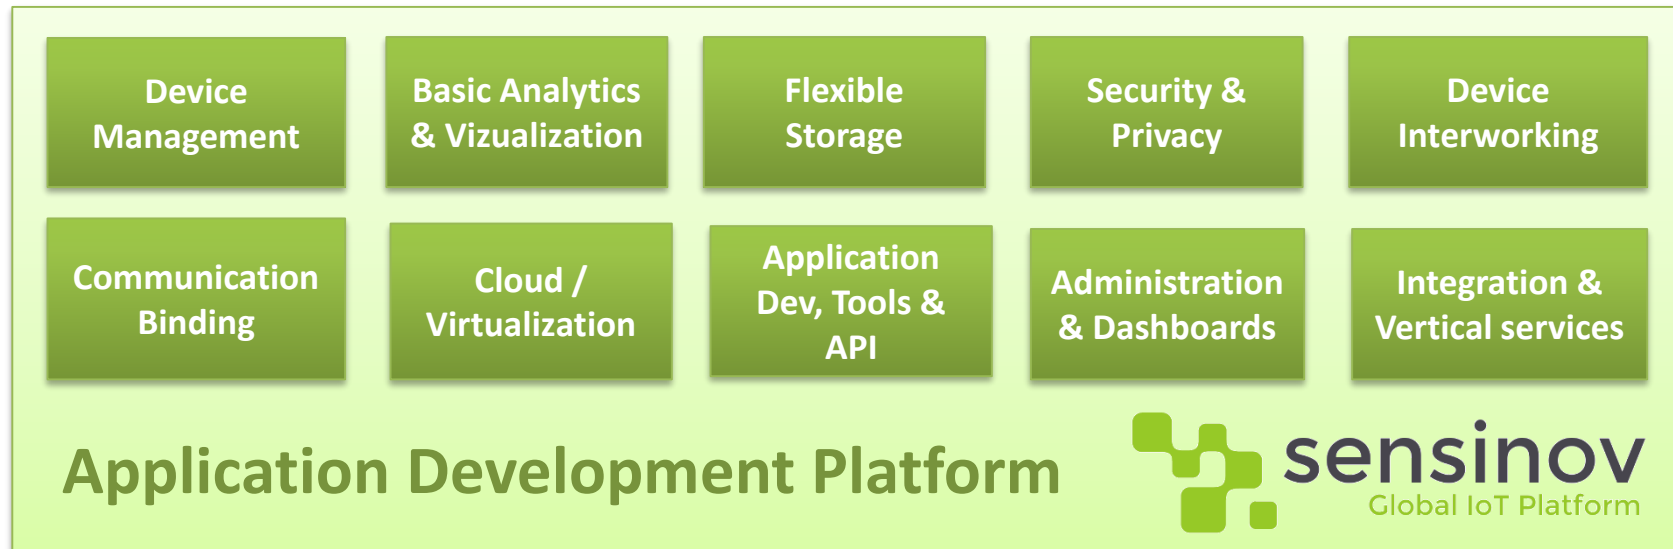 Device
Management
Basic Analytics
& Vizualization
Flexible
Storage
Security &
Privacy
Device
Interworking
Communication
Binding
Cloud /
Virtualization
Application
Dev, Tools &
API
Administration
& Dashboards
Integration &
Vertical services
Application Development Platform
sensinov
Global IoT Platform